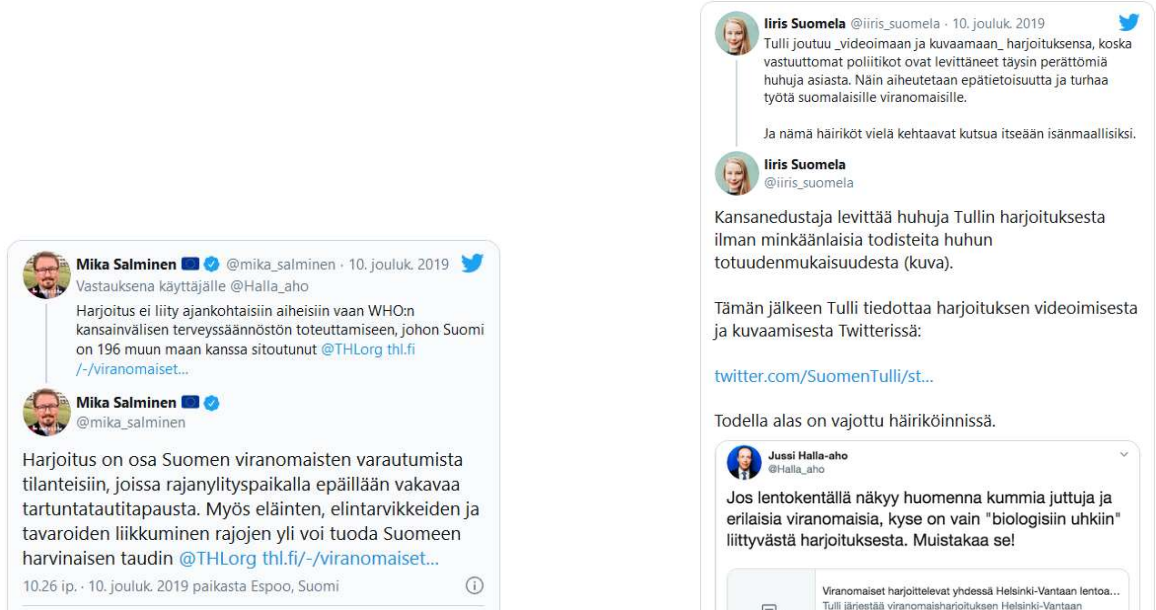 Mika Salminen @mika_salminen · 10. jouluk. 2019
Vastauksena käyttäjälle @Halla_aho
Harjoitus ei liity ajankohtaisiin aiheisiin vaan WHO:n
kansainvälisen terveyssäännöstön toteuttamiseen, johon Suomi
on 196 muun maan kanssa sitoutunut @THLorg thl.fi
/-/viranomaiset...
Mika Salminen
@mika_salminen
Harjoitus on osa Suomen viranomaisten varautumista
tilanteisiin, joissa rajanylityspaikalla epäillään vakavaa
tartuntatautitapausta. Myös eläinten, elintarvikkeiden ja
tavaroiden liikkuminen rajojen yli voi tuoda Suomeen
harvinaisen taudin @THLorg thl.fi/-/viranomaiset...
10.26 ip. · 10. jouluk. 2019 paikasta Espoo, Suomi
Iiris Suomela @iiris_suomela · 10. jouluk. 2019
Tulli joutuu _videoimaan ja kuvaamaan_ harjoituksensa, koska
vastuuttomat poliitikot ovat levittäneet täysin perättömiä
huhuja asiasta. Näin aiheutetaan epätietoisuutta ja turhaa
työtä suomalaisille viranomaisille.
Ja nämä häiriköt vielä kehtaavat kutsua itseään isänmaallisiksi.
Iiris Suomela
@iiris_suomela
Kansanedustaja levittää huhuja Tullin harjoituksesta
ilman minkäänlaisia todisteita huhun
totuudenmukaisuudesta (kuva).
Tämän jälkeen Tulli tiedottaa harjoituksen videoimisesta
ja kuvaamisesta Twitterissä:
twitter.com/SuomenTulli/st...
Todella alas on vajottu häiriköinnissä.
Jussi Halla-aho
@Halla_aho
Jos lentokentällä näkyy huomenna kummia juttuja ja
erilaisia viranomaisia, kyse on vain "biologisiin uhkiin"
liittyvästä harjoituksesta. Muistakaa se!
Viranomaiset harjoittelevat yhdessä Helsinki-Vantaan lentoa...
Tulli järjestää viranomaisharjoituksen Helsinki-Vantaan